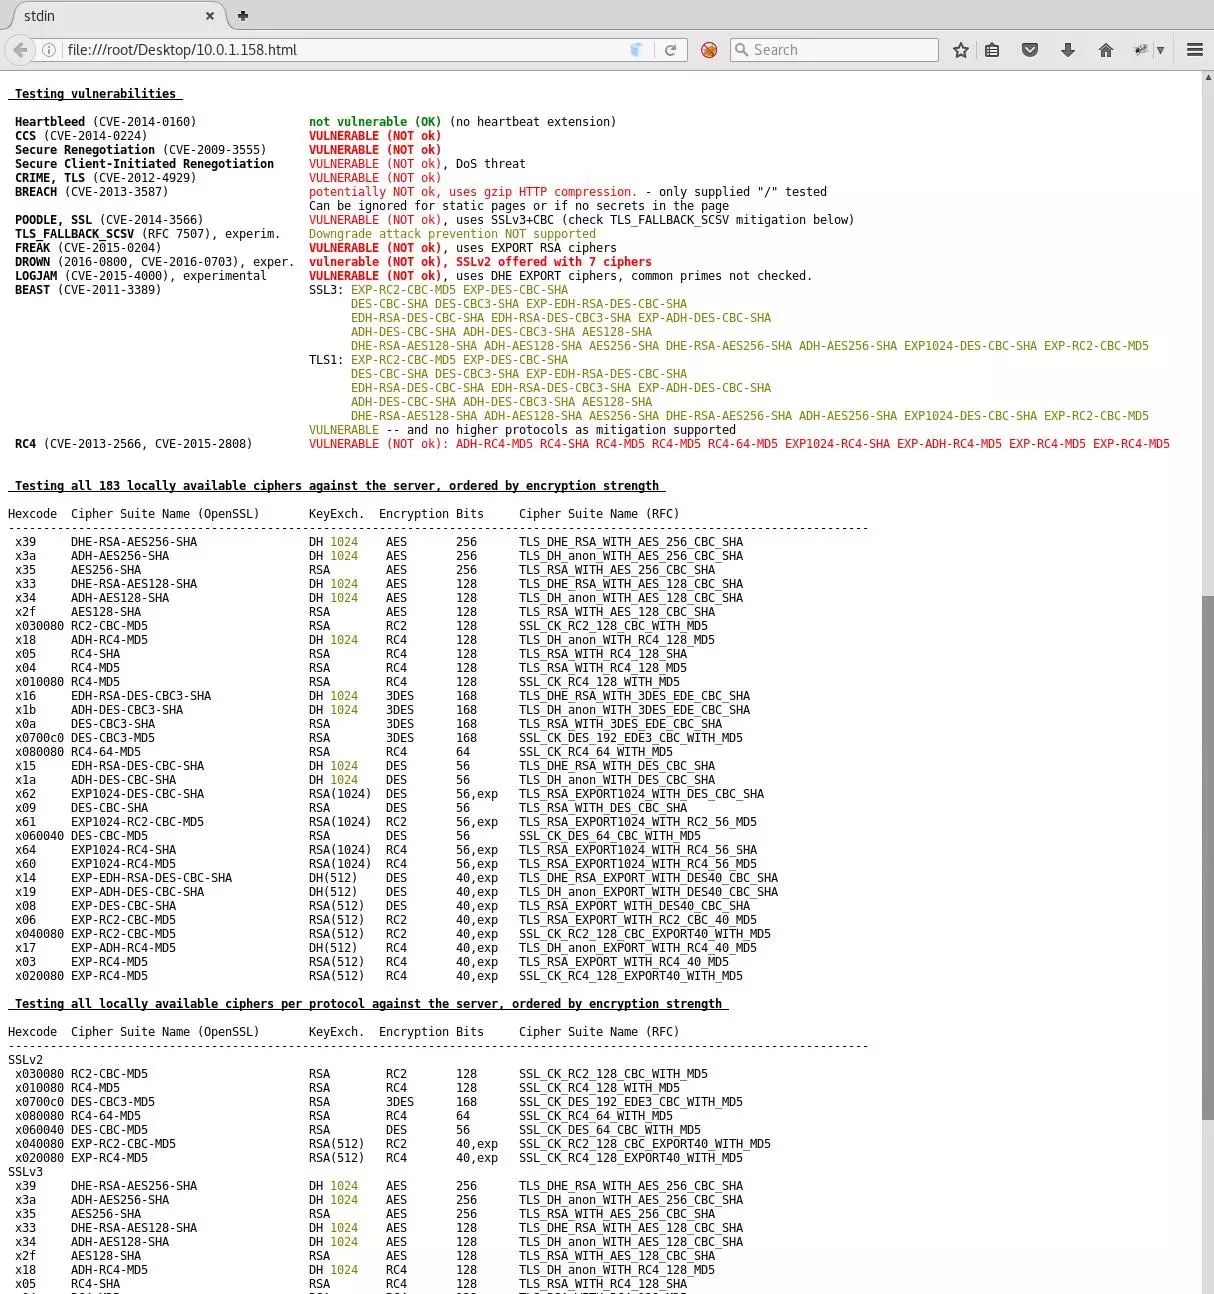 stdin
file:///root/Desktop/10.0.1.158.html
Search
Testing vulnerabilities
Heartbleed (CVE-2014-0160) not vulnerable (OK) (no heartbeat extension)
CCS (CVE-2014-0224) VULNERABLE (NOT ok)
Secure Renegotiation (CVE-2009-3555) VULNERABLE (NOT ok)
Secure Client-Initiated Renegotiation VULNERABLE (NOT ok), DoS threat
CRIME, TLS (CVE-2012-4929) VULNERABLE (NOT ok)
BREACH (CVE-2013-3587) potentially NOT ok, uses gzip HTTP compression. - only supplied "/" tested
Can be ignored for static pages or if no secrets in the page
POODLE, SSL (CVE-2014-3566) VULNERABLE (NOT ok), uses SSLv3+CBC (check TLS_FALLBACK_SCSV mitigation below)
TLS_FALLBACK_SCSV (RFC 7507), experim. Downgrade attack prevention NOT supported
FREAK (CVE-2015-0204) VULNERABLE (NOT ok), uses EXPORT RSA ciphers
DROWN (2016-0800, CVE-2016-0703), exper. vulnerable (NOT ok), SSLv2 offered with 7 ciphers
LOGJAM (CVE-2015-4000), experimental VULNERABLE (NOT ok), uses DHE EXPORT ciphers, common primes not checked.
BEAST (CVE-2011-3389) SSL3: EXP-RC2-CBC-MD5 EXP-DES-CBC-SHA
DES-CBC-SHA DES-CBC3-SHA EXP-EDH-RSA-DES-CBC-SHA
EDH-RSA-DES-CBC-SHA EDH-RSA-DES-CBC3-SHA EXP-ADH-DES-CBC-SHA
ADH-DES-CBC-SHA ADH-DES-CBC3-SHA AES128-SHA
DHE-RSA-AES128-SHA ADH-AES128-SHA AES256-SHA DHE-RSA-AES256-SHA ADH-AES256-SHA EXP1024-DES-CBC-SHA EXP-RC2-CBC-MD5
TLS1: EXP-RC2-CBC-MD5 EXP-DES-CBC-SHA
DES-CBC-SHA DES-CBC3-SHA EXP-EDH-RSA-DES-CBC-SHA
EDH-RSA-DES-CBC-SHA EDH-RSA-DES-CBC3-SHA EXP-ADH-DES-CBC-SHA
ADH-DES-CBC-SHA ADH-DES-CBC3-SHA AES128-SHA
DHE-RSA-AES128-SHA ADH-AES128-SHA AES256-SHA DHE-RSA-AES256-SHA ADH-AES256-SHA EXP1024-DES-CBC-SHA EXP-RC2-CBC-MD5
VULNERABLE -- and no higher protocols as mitigation supported
RC4 (CVE-2013-2566, CVE-2015-2808) VULNERABLE (NOT ok): ADH-RC4-MD5 RC4-SHA RC4-MD5 RC4-MD5 RC4-64-MD5 EXP1024-RC4-SHA EXP-ADH-RC4-MD5 EXP-RC4-MD5 EXP-RC4-MD5
Testing all 183 locally available ciphers against the server, ordered by encryption strength
Hexcode Cipher Suite Name (OpenSSL) KeyExch. Encryption Bits Cipher Suite Name (RFC)
x39 DHE-RSA-AES256-SHA DH 1024 AES 256 TLS_DHE_RSA_WITH_AES_256_CBC_SHA
x3a ADH-AES256-SHA DH 1024 AES 256 TLS_DH_anon_WITH_AES_256_CBC_SHA
x35 AES256-SHA RSA AES 256 TLS_RSA_WITH_AES_256_CBC_SHA
x33 DHE-RSA-AES128-SHA DH 1024 AES 128 TLS_DHE_RSA_WITH_AES_128_CBC_SHA
x34 ADH-AES128-SHA DH 1024 AES 128 TLS_DH_anon_WITH_AES_128_CBC_SHA
x2f AES128-SHA RSA AES 128 TLS_RSA_WITH_AES_128_CBC_SHA
x030080 RC2-CBC-MD5 RSA RC2 128 SSL_CK_RC2_128_CBC_WITH_MD5
x18 ADH-RC4-MD5 DH 1024 RC4 128 TLS_DH_anon_WITH_RC4_128_MD5
x05 RC4-SHA RSA RC4 128 TLS_RSA_WITH_RC4_128_SHA
x04 RC4-MD5 RSA RC4 128 TLS_RSA_WITH_RC4_128_MD5
x010080 RC4-MD5 RSA RC4 128 SSL_CK_RC4_128_WITH_MD5
x16 EDH-RSA-DES-CBC3-SHA DH 1024 3DES 168 TLS_DHE_RSA_WITH_3DES_EDE_CBC_SHA
x1b ADH-DES-CBC3-SHA DH 1024 3DES 168 TLS_DH_anon_WITH_3DES_EDE_CBC_SHA
x0a DES-CBC3-SHA RSA 3DES 168 TLS_RSA_WITH_3DES_EDE_CBC_SHA
x0700c0 DES-CBC3-MD5 RSA 3DES 168 SSL_CK_DES_192_EDE3_CBC_WITH_MD5
x080080 RC4-64-MD5 RSA RC4 64 SSL_CK_RC4_64_WITH_MD5
x15 EDH-RSA-DES-CBC-SHA DH 1024 DES 56 TLS_DHE_RSA_WITH_DES_CBC_SHA
x1a ADH-DES-CBC-SHA DH 1024 DES 56 TLS_DH_anon_WITH_DES_CBC_SHA
x62 EXP1024-DES-CBC-SHA RSA(1024) DES 56,exp TLS_RSA_EXPORT1024_WITH_DES_CBC_SHA
x09 DES-CBC-SHA RSA DES 56 TLS_RSA_WITH_DES_CBC_SHA
x61 EXP1024-RC2-CBC-MD5 RSA(1024) RC2 56,exp TLS_RSA_EXPORT1024_WITH_RC2_56_MD5
x060040 DES-CBC-MD5 RSA DES 56 SSL_CK_DES_64_CBC_WITH_MD5
x64 EXP1024-RC4-SHA RSA(1024) RC4 56,exp TLS_RSA_EXPORT1024_WITH_RC4_56_SHA
x60 EXP1024-RC4-MD5 RSA(1024) RC4 56,exp TLS_RSA_EXPORT1024_WITH_RC4_56_MD5
x14 EXP-EDH-RSA-DES-CBC-SHA DH(512) DES 40,exp TLS_DHE_RSA_EXPORT_WITH_DES40_CBC_SHA
x19 EXP-ADH-DES-CBC-SHA DH(512) DES 40,exp TLS_DH_anon_EXPORT_WITH_DES40_CBC_SHA
x08 EXP-DES-CBC-SHA RSA(512) DES 40,exp TLS_RSA_EXPORT_WITH_DES40_CBC_SHA
x06 EXP-RC2-CBC-MD5 RSA(512) RC2 40,exp TLS_RSA_EXPORT_WITH_RC2_CBC_40_MD5
x040080 EXP-RC2-CBC-MD5 RSA(512) RC2 40,exp SSL_CK_RC2_128_CBC_EXPORT40_WITH_MD5
x17 EXP-ADH-RC4-MD5 DH(512) RC4 40,exp TLS_DH_anon_EXPORT_WITH_RC4_40_MD5
x03 EXP-RC4-MD5 RSA(512) RC4 40,exp TLS_RSA_EXPORT_WITH_RC4_40_MD5
x020080 EXP-RC4-MD5 RSA(512) RC4 40,exp SSL_CK_RC4_128_EXPORT40_WITH_MD5
Testing all locally available ciphers per protocol against the server, ordered by encryption strength
Hexcode Cipher Suite Name (OpenSSL) KeyExch. Encryption Bits Cipher Suite Name (RFC)
SSLv2
x030080 RC2-CBC-MD5 RSA RC2 128 SSL_CK_RC2_128_CBC_WITH_MD5
x010080 RC4-MD5 RSA RC4 128 SSL_CK_RC4_128_WITH_MD5
x0700c0 DES-CBC3-MD5 RSA 3DES 168 SSL_CK_DES_192_EDE3_CBC_WITH_MD5
x080080 RC4-64-MD5 RSA RC4 64 SSL_CK_RC4_64_WITH_MD5
x060040 DES-CBC-MD5 RSA DES 56 SSL_CK_DES_64_CBC_WITH_MD5
x040080 EXP-RC2-CBC-MD5 RSA(512) RC2 40,exp SSL_CK_RC2_128_CBC_EXPORT40_WITH_MD5
x020080 EXP-RC4-MD5 RSA(512) RC4 40,exp SSL_CK_RC4_128_EXPORT40_WITH_MD5
SSLv3
x39 DHE-RSA-AES256-SHA DH 1024 AES 256 TLS_DHE_RSA_WITH_AES_256_CBC_SHA
x3a ADH-AES256-SHA DH 1024 AES 256 TLS_DH_anon_WITH_AES_256_CBC_SHA
x35 AES256-SHA RSA AES 256 TLS_RSA_WITH_AES_256_CBC_SHA
x33 DHE-RSA-AES128-SHA DH 1024 AES 128 TLS_DHE_RSA_WITH_AES_128_CBC_SHA
x34 ADH-AES128-SHA DH 1024 AES 128 TLS_DH_anon_WITH_AES_128_CBC_SHA
x2f AES128-SHA RSA AES 128 TLS_RSA_WITH_AES_128_CBC_SHA
x18 ADH-RC4-MD5 DH 1024 RC4 128 TLS_DH_anon_WITH_RC4_128_MD5
x05 RC4-SHA RSA RC4 128 TLS_RSA_WITH_RC4_128_SHA